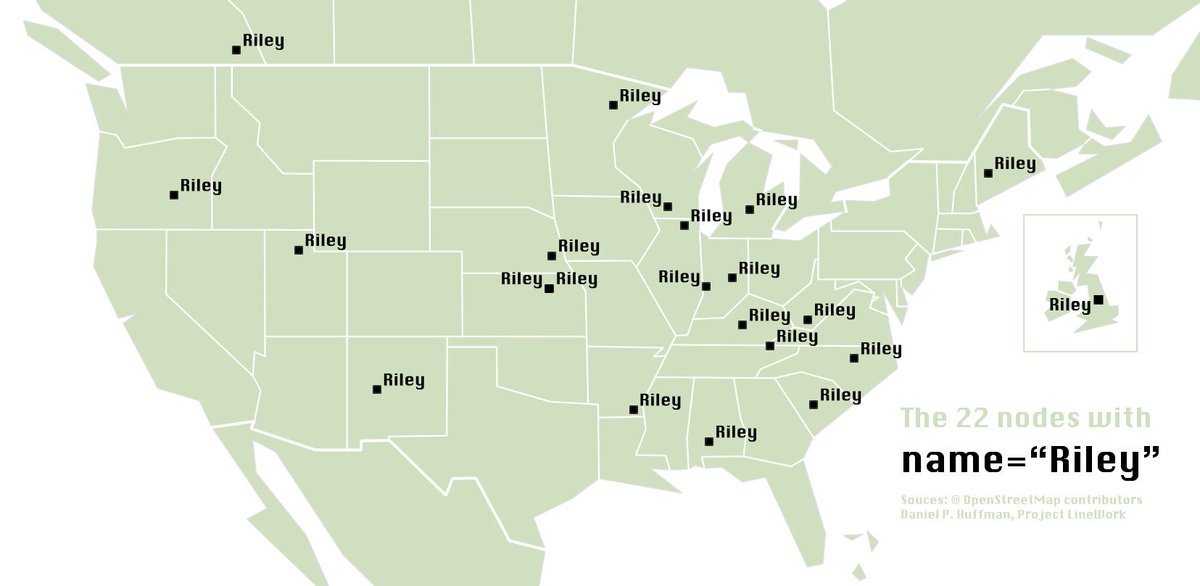 Riley
Riley
Riley
Riley
Riley
Riley
Riley
Riley
Riley
Riley
Riley Riley
Riley
Riley
Riley
Riley
Riley
Riley
Riley
Riley
Riley
Riley
The 22 nodes with
name=“Riley”
Souces: © OpenStreetMap contributors
Daniel P. Huffman, Project LineWork